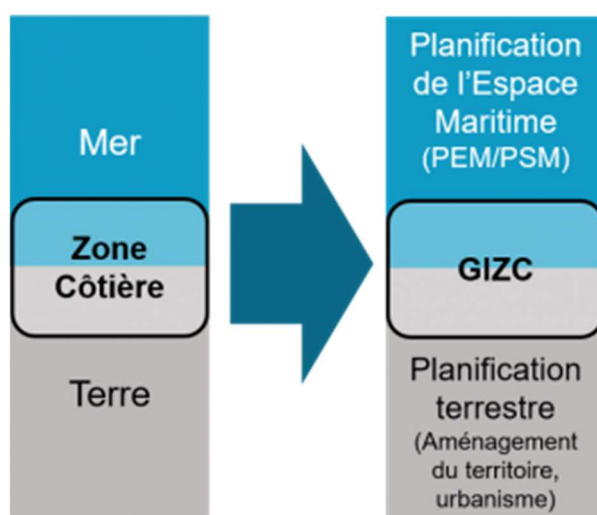 Mer
Zone
Côtière
Terre
Planification
de l'Espace
Maritime
(PEM/PSM)
GIZC
Planification
terrestre
(Aménagement
du territoire,
urbanisme)